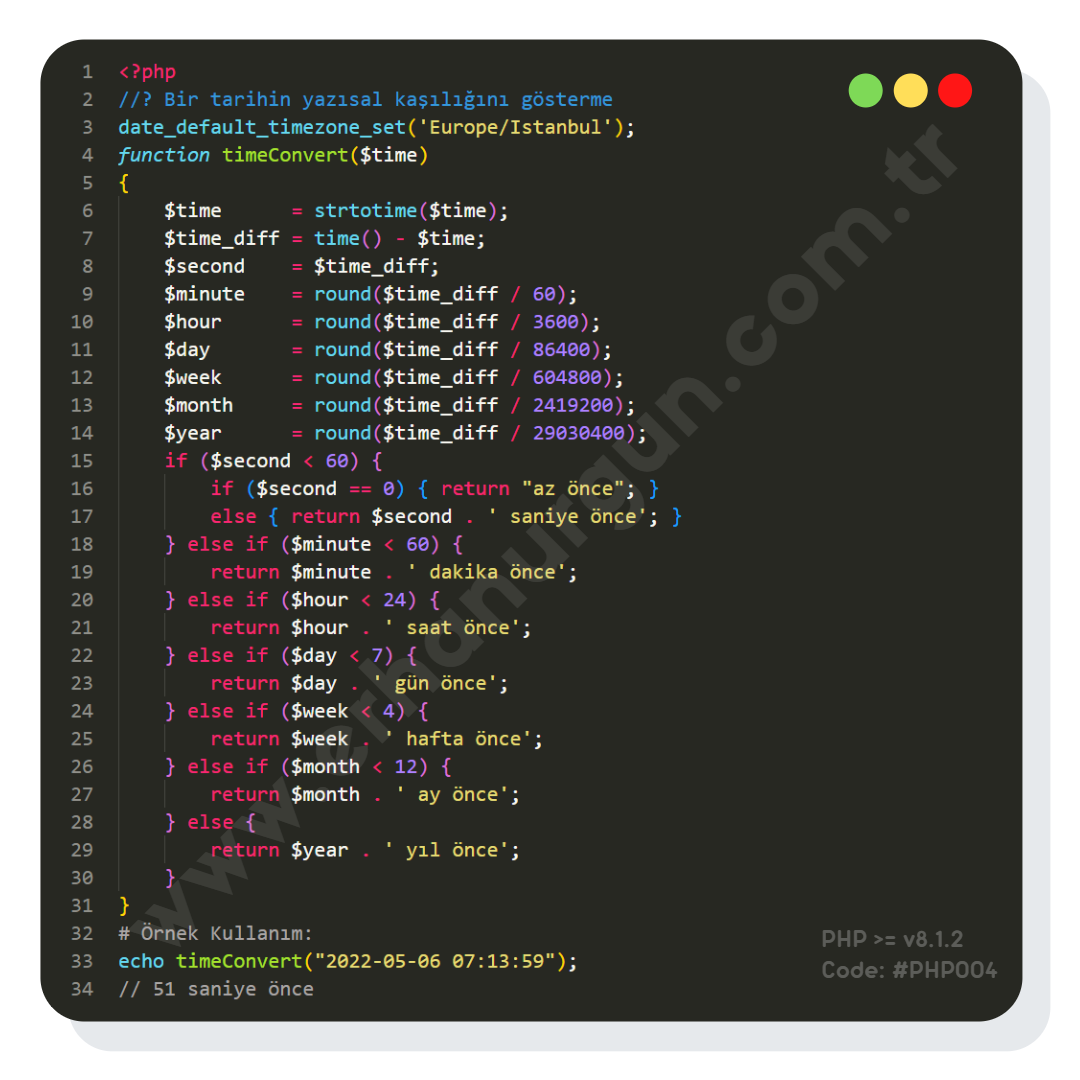 1 <?php
2 //? Bir tarihin yazısal kaşılığını gösterme
3 date_default_timezone_set('Europe/Istanbul');
4 function timeConvert($time)
5 {
6     $time      = strtotime($time);
7     $time_diff = time() - $time;
8     $second    = $time_diff;
9     $minute    = round($time_diff / 60);
10     $hour      = round($time_diff / 3600);
11     $day       = round($time_diff / 86400);
12     $week      = round($time_diff / 604800);
13     $month     = round($time_diff / 2419200);
14     $year      = round($time_diff / 29030400);
15     if ($second < 60) {
16         if ($second == 0) { return "az önce"; }
17         else { return $second . ' saniye önce'; }
18     } else if ($minute < 60) {
19         return $minute . ' dakika önce';
20     } else if ($hour < 24) {
21         return $hour . ' saat önce';
22     } else if ($day < 7) {
23         return $day . ' gün önce';
24     } else if ($week < 4) {
25         return $week . ' hafta önce';
26     } else if ($month < 12) {
27         return $month . ' ay önce';
28     } else {
29         return $year . ' yıl önce';
30     }
31 }
32 # Örnek Kullanım:
33 echo timeConvert("2022-05-06 07:13:59");
34 // 51 saniye önce
PHP >= v8.1.2
Code: #PHP004
www.erhanurgun.com.tr